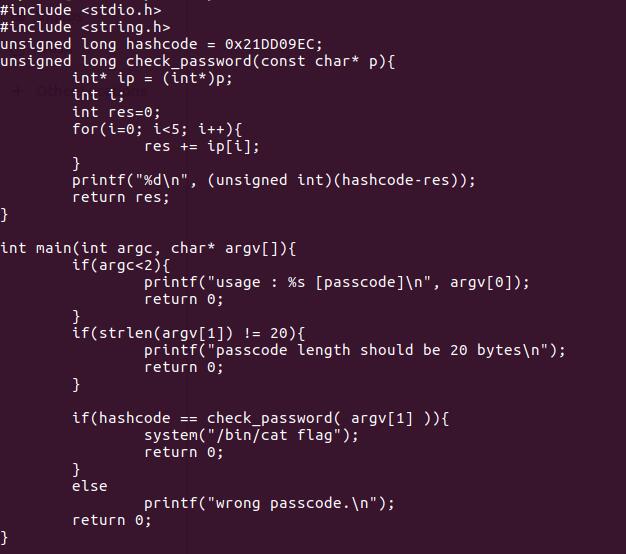 #include <stdio.h>
#include <string.h>
unsigned long hashcode = 0x21DD09EC;
unsigned long check_password(const char* p){
        int* ip = (int*)p;
        int i;
        int res=0;
        for(i=0; i<5; i++){
                res += ip[i];
        }
        printf("%d\n", (unsigned int)(hashcode-res));
        return res;
}

int main(int argc, char* argv[]){
        if(argc<2){
                printf("usage : %s [passcode]\n", argv[0]);
                return 0;
        }
        if(strlen(argv[1]) != 20){
                printf("passcode length should be 20 bytes\n");
                return 0;
        }

        if(hashcode == check_password( argv[1] )){
                system("/bin/cat flag");
                return 0;
        }
        else
                printf("wrong passcode.\n");
        return 0;
}